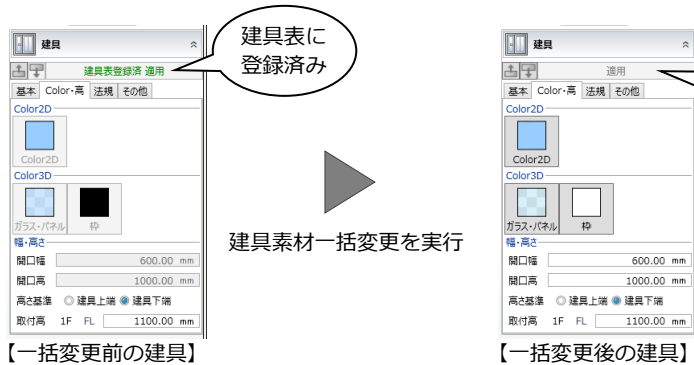 建具
建具表登録済 適用
基本 Color・高 法規 その他
Color2D
Color2D
Color3D
ガラス・パネル 枠
幅・高さ
開口幅 600.00 mm
開口高 1000.00 mm
高さ基準 建具上端 建具下端
取付高 1F FL 1100.00 mm
【一括変更前の建具】
建具表に
登録済み
建具素材一括変更を実行
建具
適用
基本 Color・高 法規 その他
Color2D
Color2D
Color3D
ガラス・パネル 枠
幅・高さ
開口幅 600.00 mm
開口高 1000.00 mm
高さ基準 建具上端 建具下端
取付高 1F FL 1100.00 mm
【一括変更後の建具】